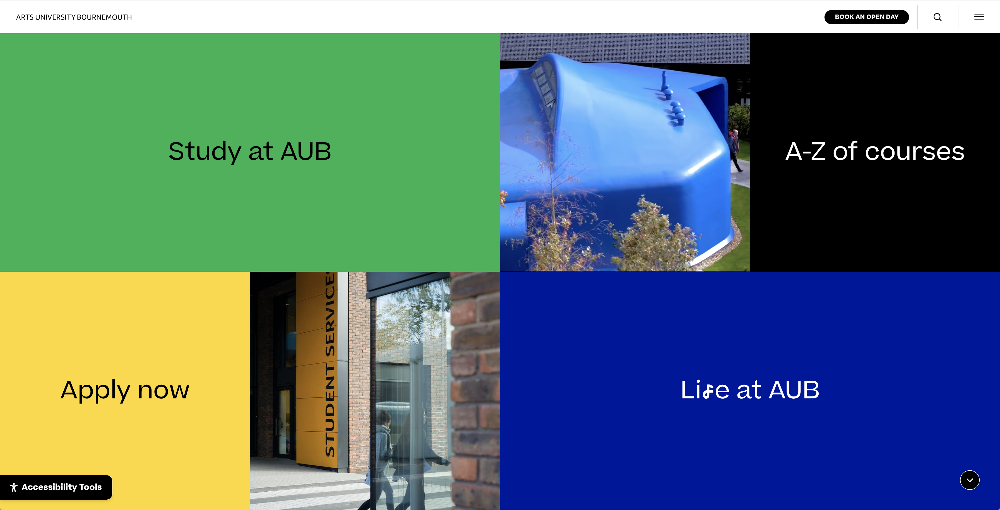 ARTS UNIVERSITY BOURNEMOUTH
BOOK AN OPEN DAY
Study at AUB
A-Z of courses
Apply now
STUDENT SERVICES
Life at AUB
Accessibility Tools